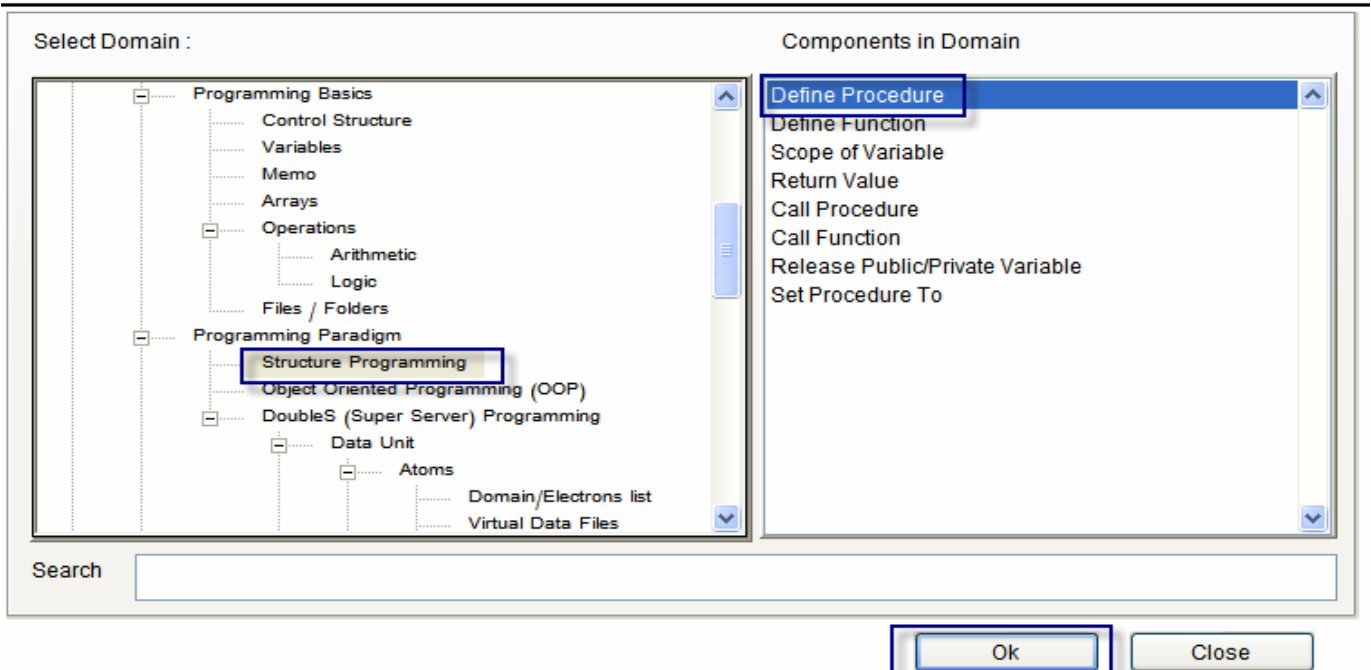 Select Domain :
Components in Domain
Programming Basics
Control Structure
Variables
Memo
Arrays
Operations
Arithmetic
Logic
Files / Folders
Programming Paradigm
Structure Programming
Object Oriented Programming (OOP)
DoubleS (Super Server) Programming
Data Unit
Atoms
Domain/Electrons list
Virtual Data Files
Define Procedure
Define Function
Scope of Variable
Return Value
Call Procedure
Call Function
Release Public/Private Variable
Set Procedure To
Search
Ok
Close